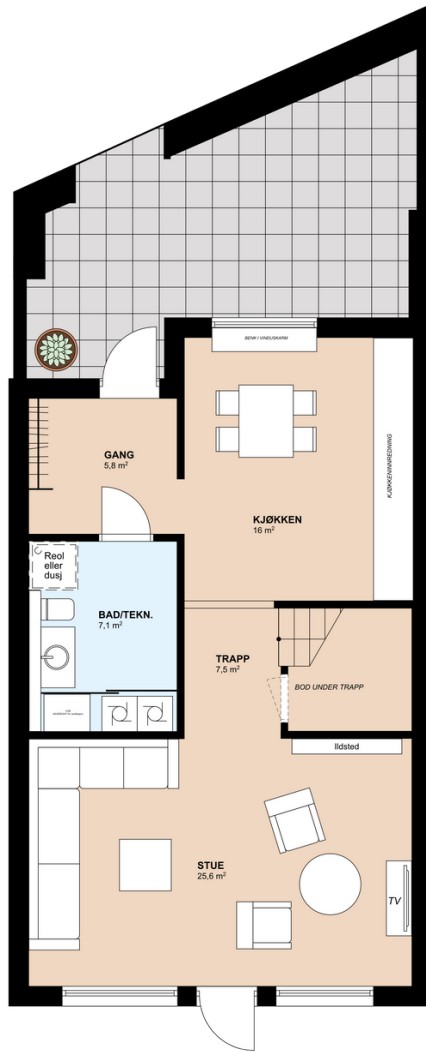 BENK I VINDUSKARM
GANG
5,8 m²
KJØKKENINNREDNING
KJØKKEN
16 m²
Reol
eller
dusj
BAD/TEKN.
7,1 m²
TRAPP
7,5 m²
BOD UNDER TRAPP
Ildsted
STUE
25,6 m²
TV